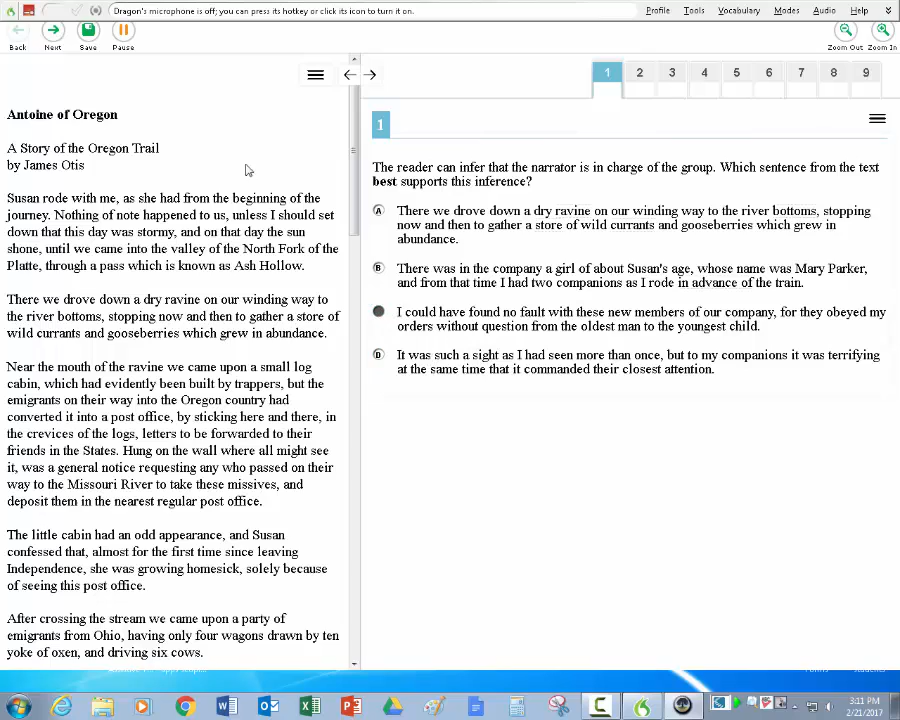 Dragon's microphone is off; you can press its hotkey or click its icon to turn it on.
Profile Tools Vocabulary Modes Audio Help
Back Next Save Pause Zoom Out Zoom In
1 2 3 4 5 6 7 8 9
Antoine of Oregon
A Story of the Oregon Trail
by James Otis
Susan rode with me, as she had from the beginning of the
journey. Nothing of note happened to us, unless I should set
down that this day was stormy, and on that day the sun
shone, until we came into the valley of the North Fork of the
Platte, through a pass which is known as Ash Hollow.
There we drove down a dry ravine on our winding way to
the river bottoms, stopping now and then to gather a store of
wild currants and gooseberries which grew in abundance.
Near the mouth of the ravine we came upon a small log
cabin, which had evidently been built by trappers, but the
emigrants on their way into the Oregon country had
converted it into a post office, by sticking here and there, in
the crevices of the logs, letters to be forwarded to their
friends in the States. Hung on the wall where all might see
it, was a general notice requesting any who passed on their
way to the Missouri River to take these missives, and
deposit them in the nearest regular post office.
The little cabin had an odd appearance, and Susan
confessed that, almost for the first time since leaving
Independence, she was growing homesick, solely because
of seeing this post office.
After crossing the stream we came upon a party of
emigrants from Ohio, having only four wagons drawn by ten
yoke of oxen, and driving six cows.
1
The reader can infer that the narrator is in charge of the group. Which sentence from the text
best supports this inference?
A There we drove down a dry ravine on our winding way to the river bottoms, stopping
now and then to gather a store of wild currants and gooseberries which grew in
abundance.
B There was in the company a girl of about Susan's age, whose name was Mary Parker,
and from that time I had two companions as I rode in advance of the train.
I could have found no fault with these new members of our company, for they obeyed my
orders without question from the oldest man to the youngest child.
D It was such a sight as I had seen more than once, but to my companions it was terrifying
at the same time that it commanded their closest attention.
3:11 PM
2/21/2017